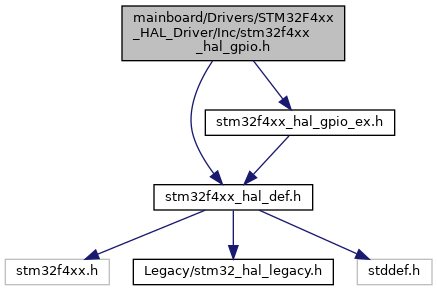 mainboard/Drivers/STM32F4xx
_HAL_Driver/Inc/stm32f4xx
_hal_gpio.h
stm32f4xx_hal_gpio_ex.h
stm32f4xx_hal_def.h
stm32f4xx.h
Legacy/stm32_hal_legacy.h
stddef.h